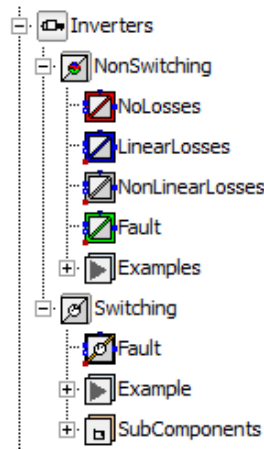 Inverters
NonSwitching
NoLosses
LinearLosses
NonLinearLosses
Fault
Examples
Switching
Fault
Example
SubComponents